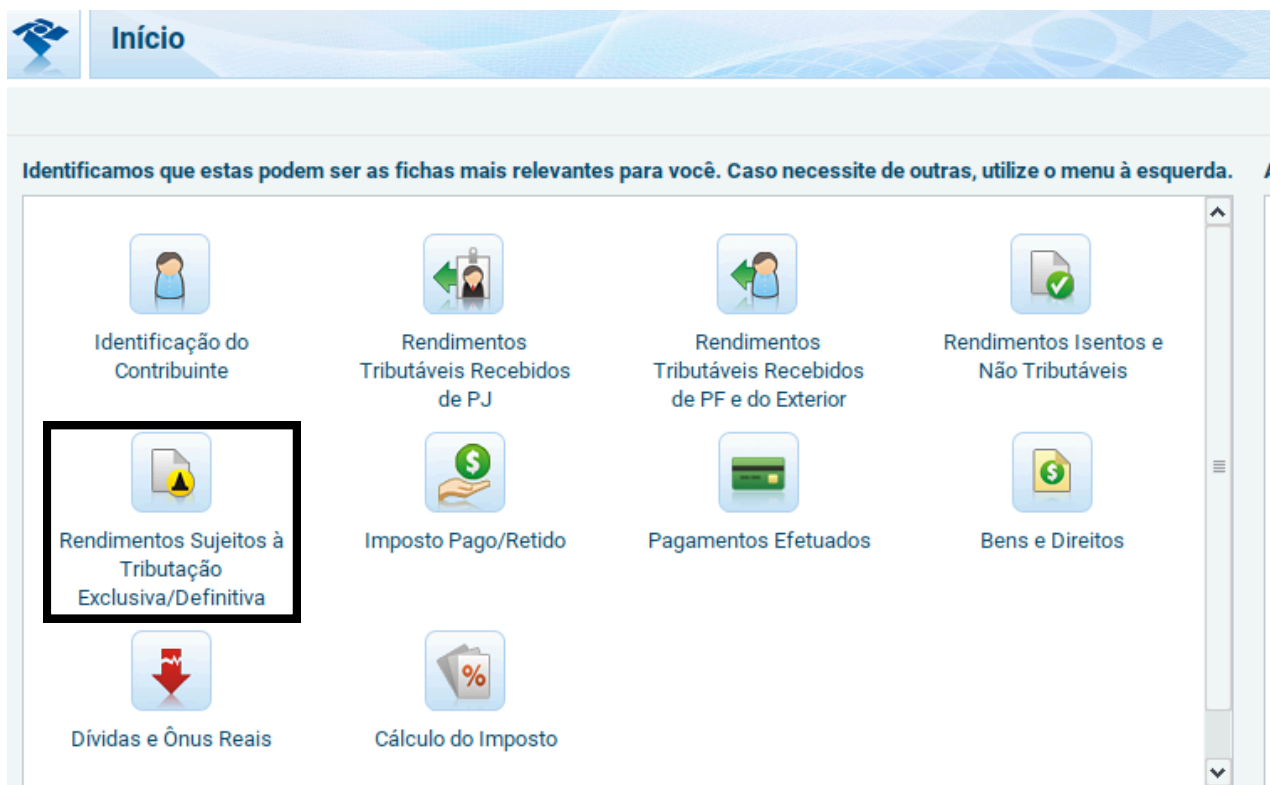 Início
Identificamos que estas podem ser as fichas mais relevantes para você. Caso necessite de outras, utilize o menu à esquerda.
Identificação do
Contribuinte
Rendimentos
Tributáveis Recebidos
de PJ
Rendimentos
Tributáveis Recebidos
de PF e do Exterior
Rendimentos Isentos e
Não Tributáveis
Rendimentos Sujeitos à
Tributação
Exclusiva/Definitiva
Imposto Pago/Retido
Pagamentos Efetuados
Bens e Direitos
Dívidas e Ônus Reais
Cálculo do Imposto